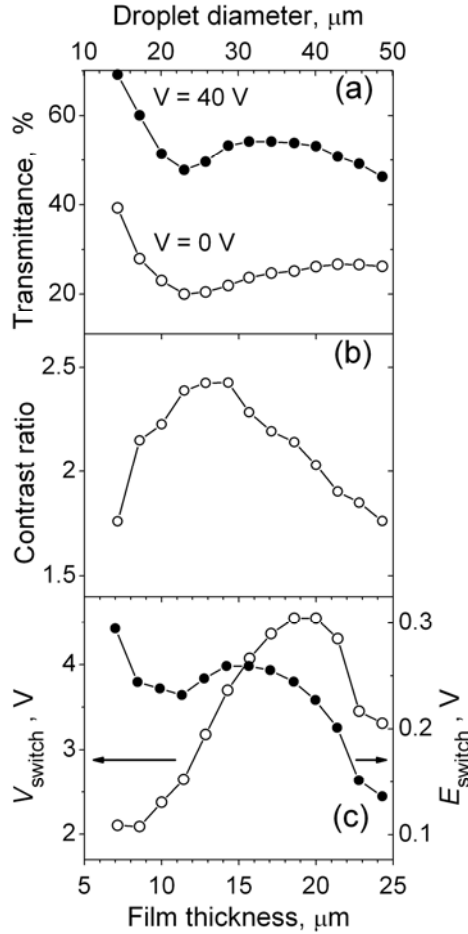 Droplet diameter, μm
10 20 30 40 50
(a)
V = 40 V
V = 0 V
60
40
20
Transmittance, %
(b)
2.5
2
1.5
Contrast ratio
4
3
2
V switch , V
0.3
0.2
0.1
E switch , V
(c)
5 10 15 20 25
Film thickness, μm